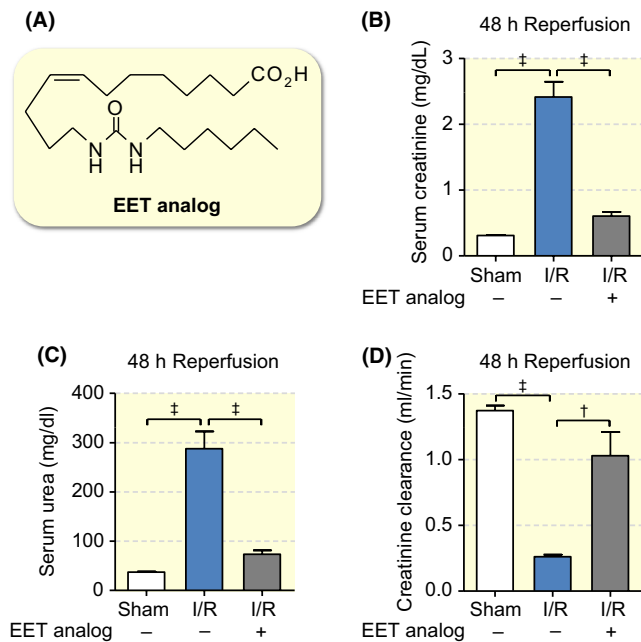 (A)
CO2H
O
N
H
N
H
EET analog
(B)
48 h Reperfusion
Serum creatinine (mg/dL)
3
2
1
0
‡
‡
Sham I/R I/R
EET analog – – +
(C)
48 h Reperfusion
Serum urea (mg/dl)
400
300
200
100
0
‡
‡
Sham I/R I/R
EET analog – – +
(D)
48 h Reperfusion
Creatinine clearance (ml/min)
1.5
1.0
0.5
0.0
‡
†
Sham I/R I/R
EET analog – – +